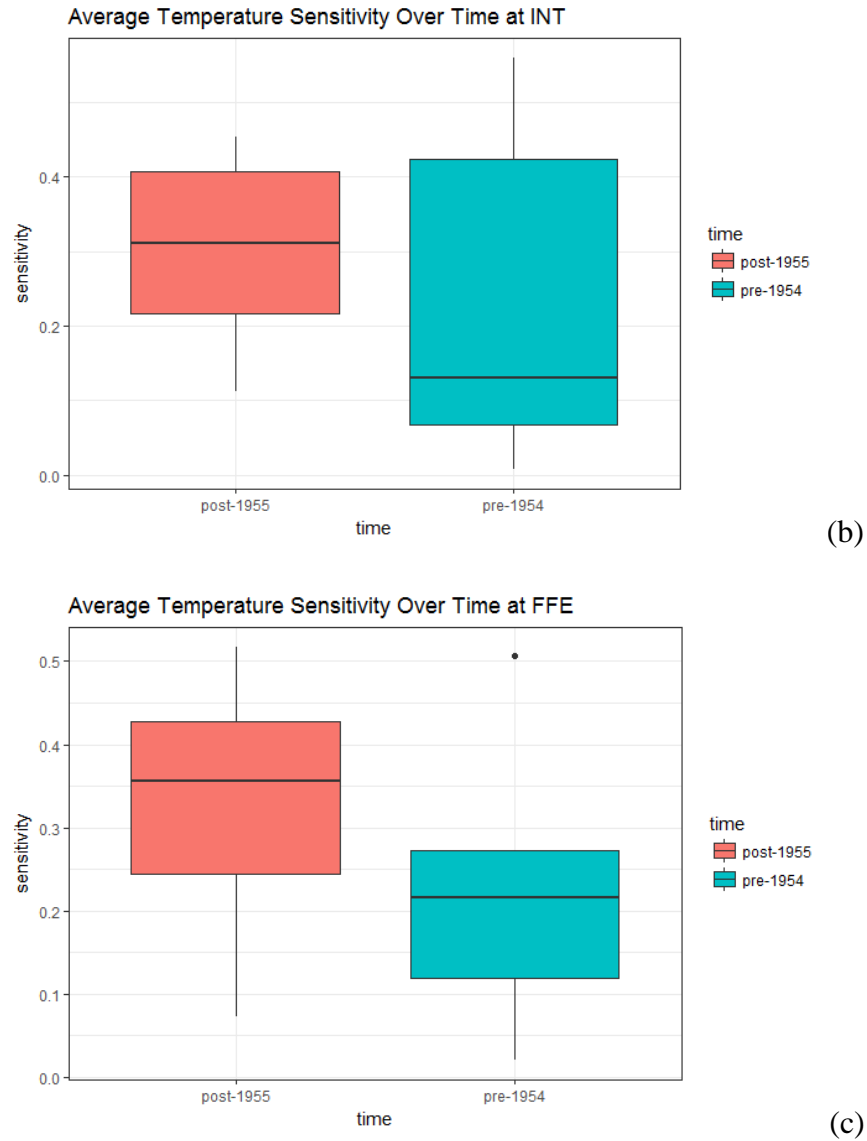 Average Temperature Sensitivity Over Time at INT
0.4
0.2
0.0
sensitivity
post-1955
pre-1954
time
time
post-1955
pre-1954
(b)
Average Temperature Sensitivity Over Time at FFE
0.5
0.4
0.3
0.2
0.1
0.0
sensitivity
post-1955
pre-1954
time
time
post-1955
pre-1954
(c)